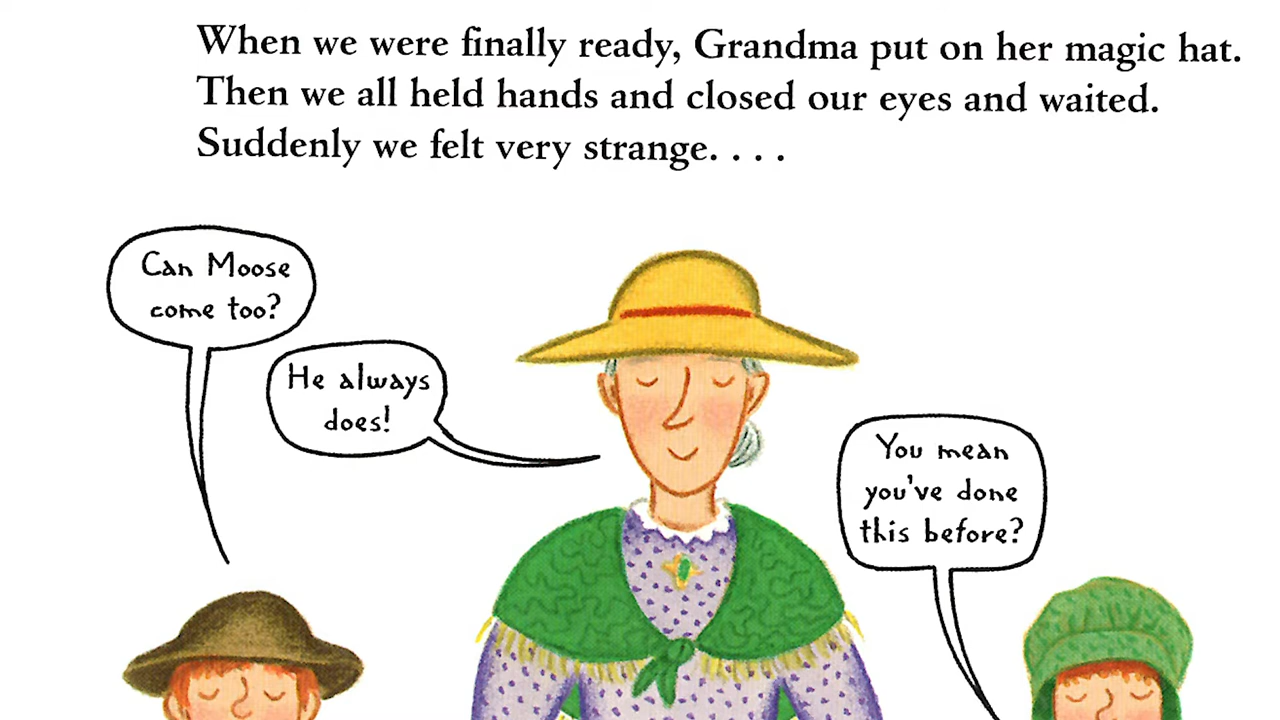 When we were finally ready, Grandma put on her magic hat.
Then we all held hands and closed our eyes and waited.
Suddenly we felt very strange. . . .
Can Moose
come too?
He always
does!
You mean
you've done
this before?